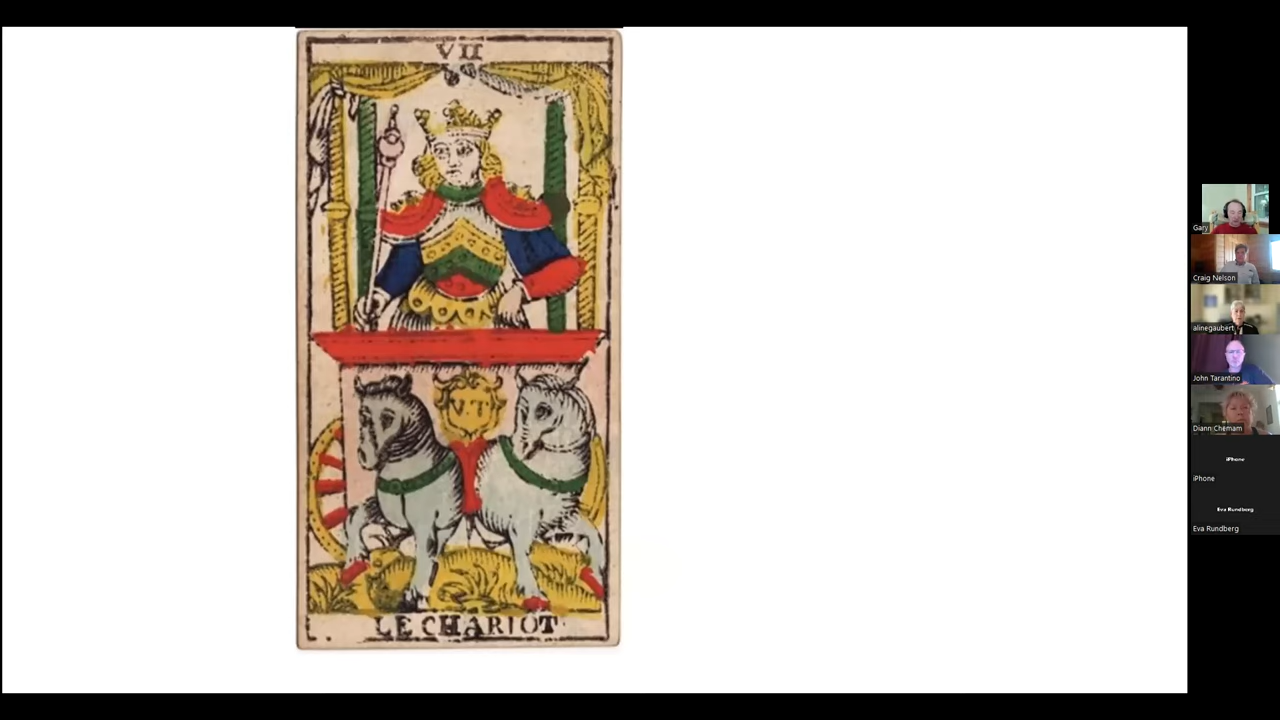 VII
V.T
LE CHARIOT
Gary
Craig Nelson
alinegaubert
John Tarantino
Diann Chemam
iPhone
iPhone
Eva Rundberg
Eva Rundberg